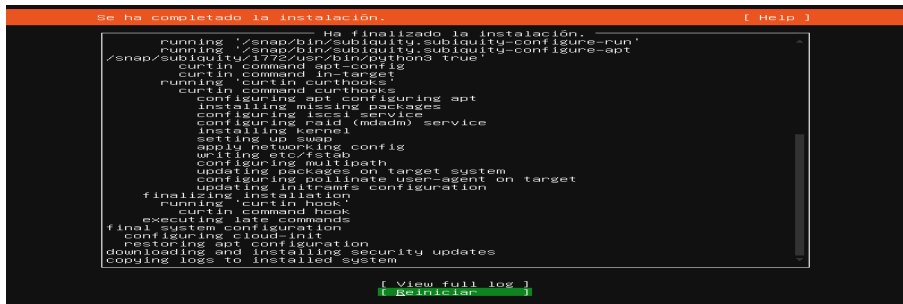 Se ha completado la instalación. [ Help ]
Ha finalizado la instalación.
running '/snap/bin/subiquity.subiquity-configure-run'
running '/snap/bin/subiquity.subiquity-configure-apt
/snap/subiquity/1772/usr/bin/python3 true'
curtin command apt-config
curtin command in-target
running 'curtin curthooks'
curtin command curthooks
configuring apt configuring apt
installing missing packages
configuring iscsi service
configuring raid (mdadm) service
installing kernel
setting up swap
apply networking config
writing etc/fstab
configuring multipath
updating packages on target system
configuring pollinate user-agent on target
updating initramfs configuration
finalizing installation
running 'curtin hook'
curtin command hook
executing late commands
final system configuration
configuring cloud-init
restoring apt configuration
downloading and installing security updates
copying logs to installed system
[ View full log ]
[ Reiniciar ]